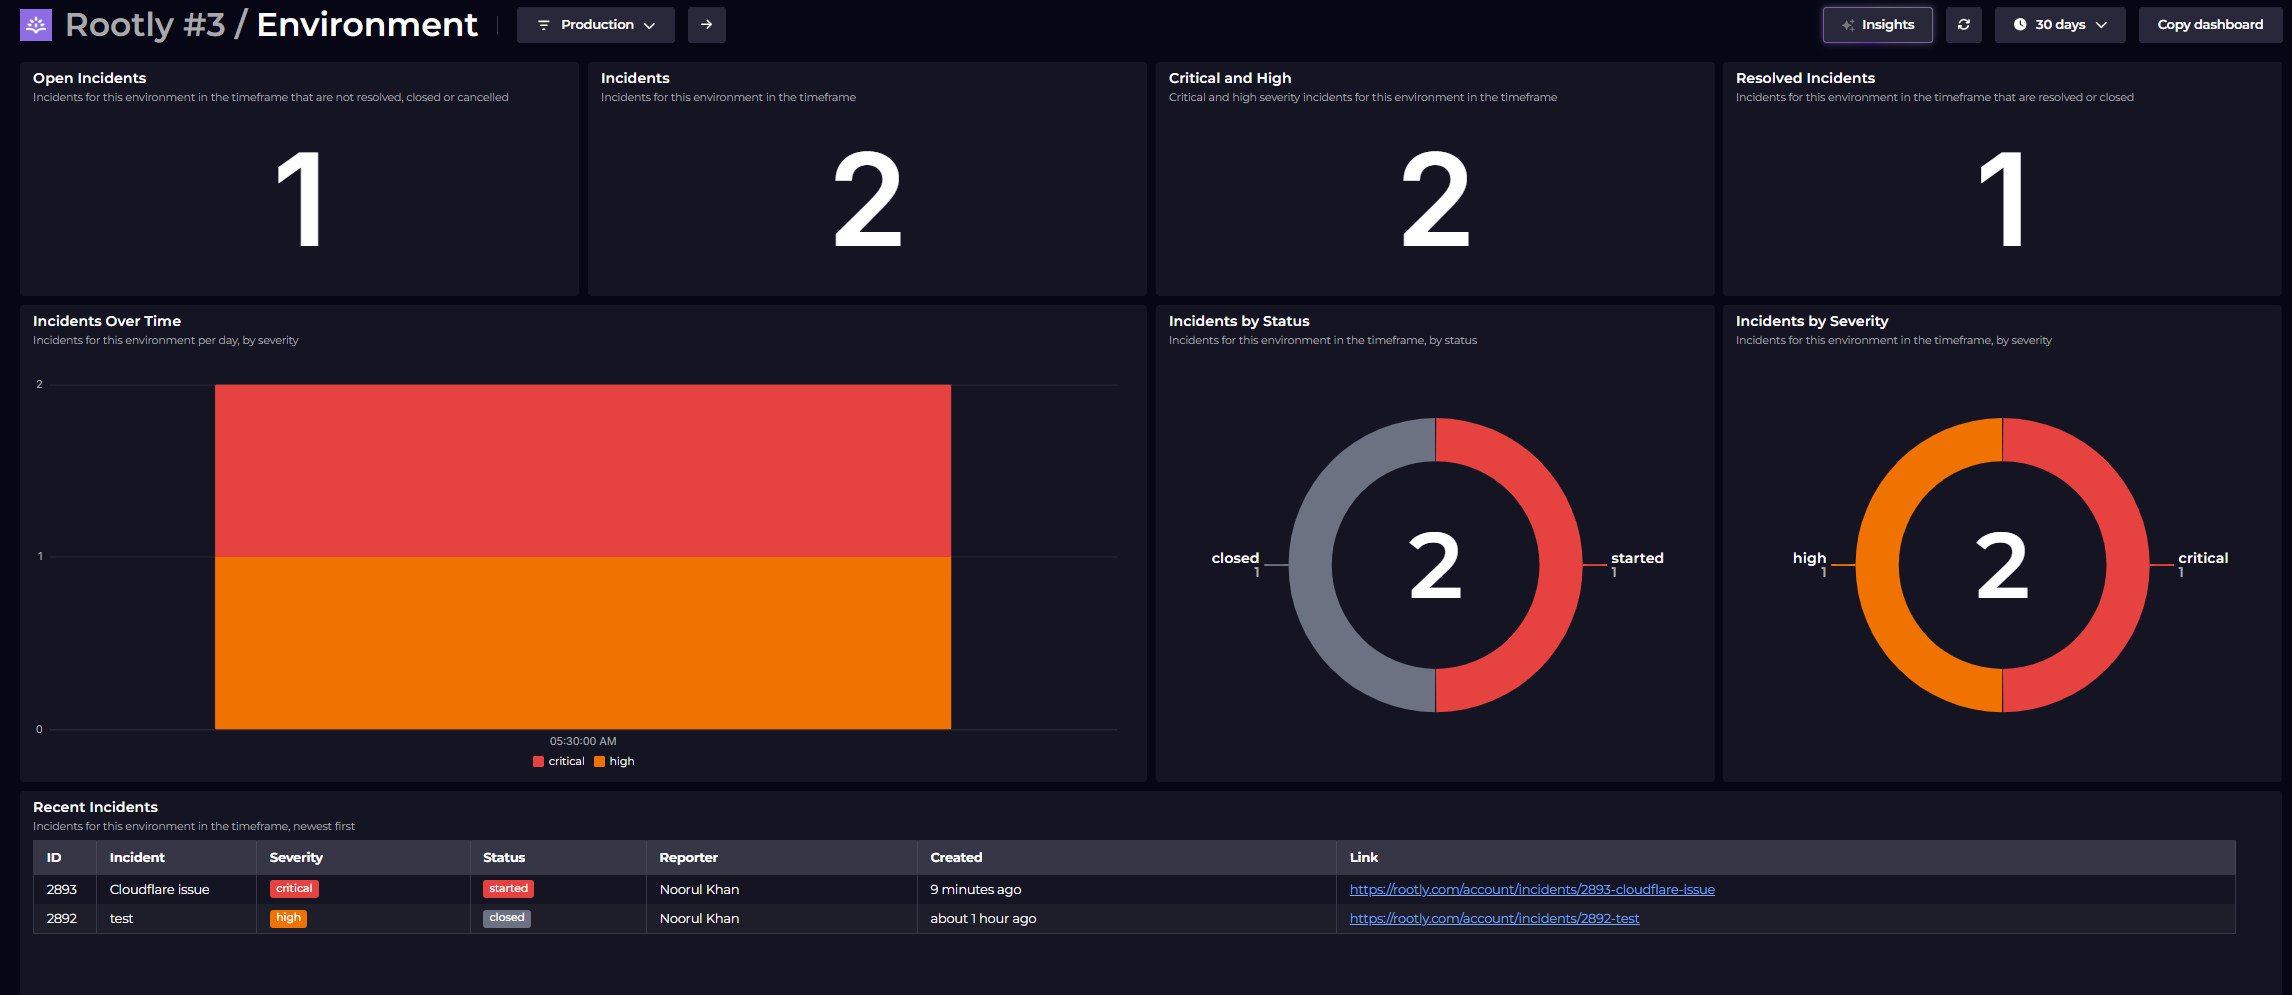 Rootly #3 / Environment
Production
Insights
30 days
Copy dashboard
Open Incidents
Incidents for this environment in the timeframe that are not resolved, closed or cancelled
1
Incidents
Incidents for this environment in the timeframe
2
Critical and High
Critical and high severity incidents for this environment in the timeframe
2
Resolved Incidents
Incidents for this environment in the timeframe that are resolved or closed
1
Incidents Over Time
Incidents for this environment per day, by severity
2
1
0
05:30:00 AM
critical high
Incidents by Status
Incidents for this environment in the timeframe, by status
closed
1
2
started
1
Incidents by Severity
Incidents for this environment in the timeframe, by severity
high
1
2
critical
1
Recent Incidents
Incidents for this environment in the timeframe, newest first
ID Incident Severity Status Reporter Created Link
2893 Cloudflare issue critical started Noorul Khan 9 minutes ago https://rootly.com/account/incidents/2893-cloudflare-issue
2892 test high closed Noorul Khan about 1 hour ago https://rootly.com/account/incidents/2892-test